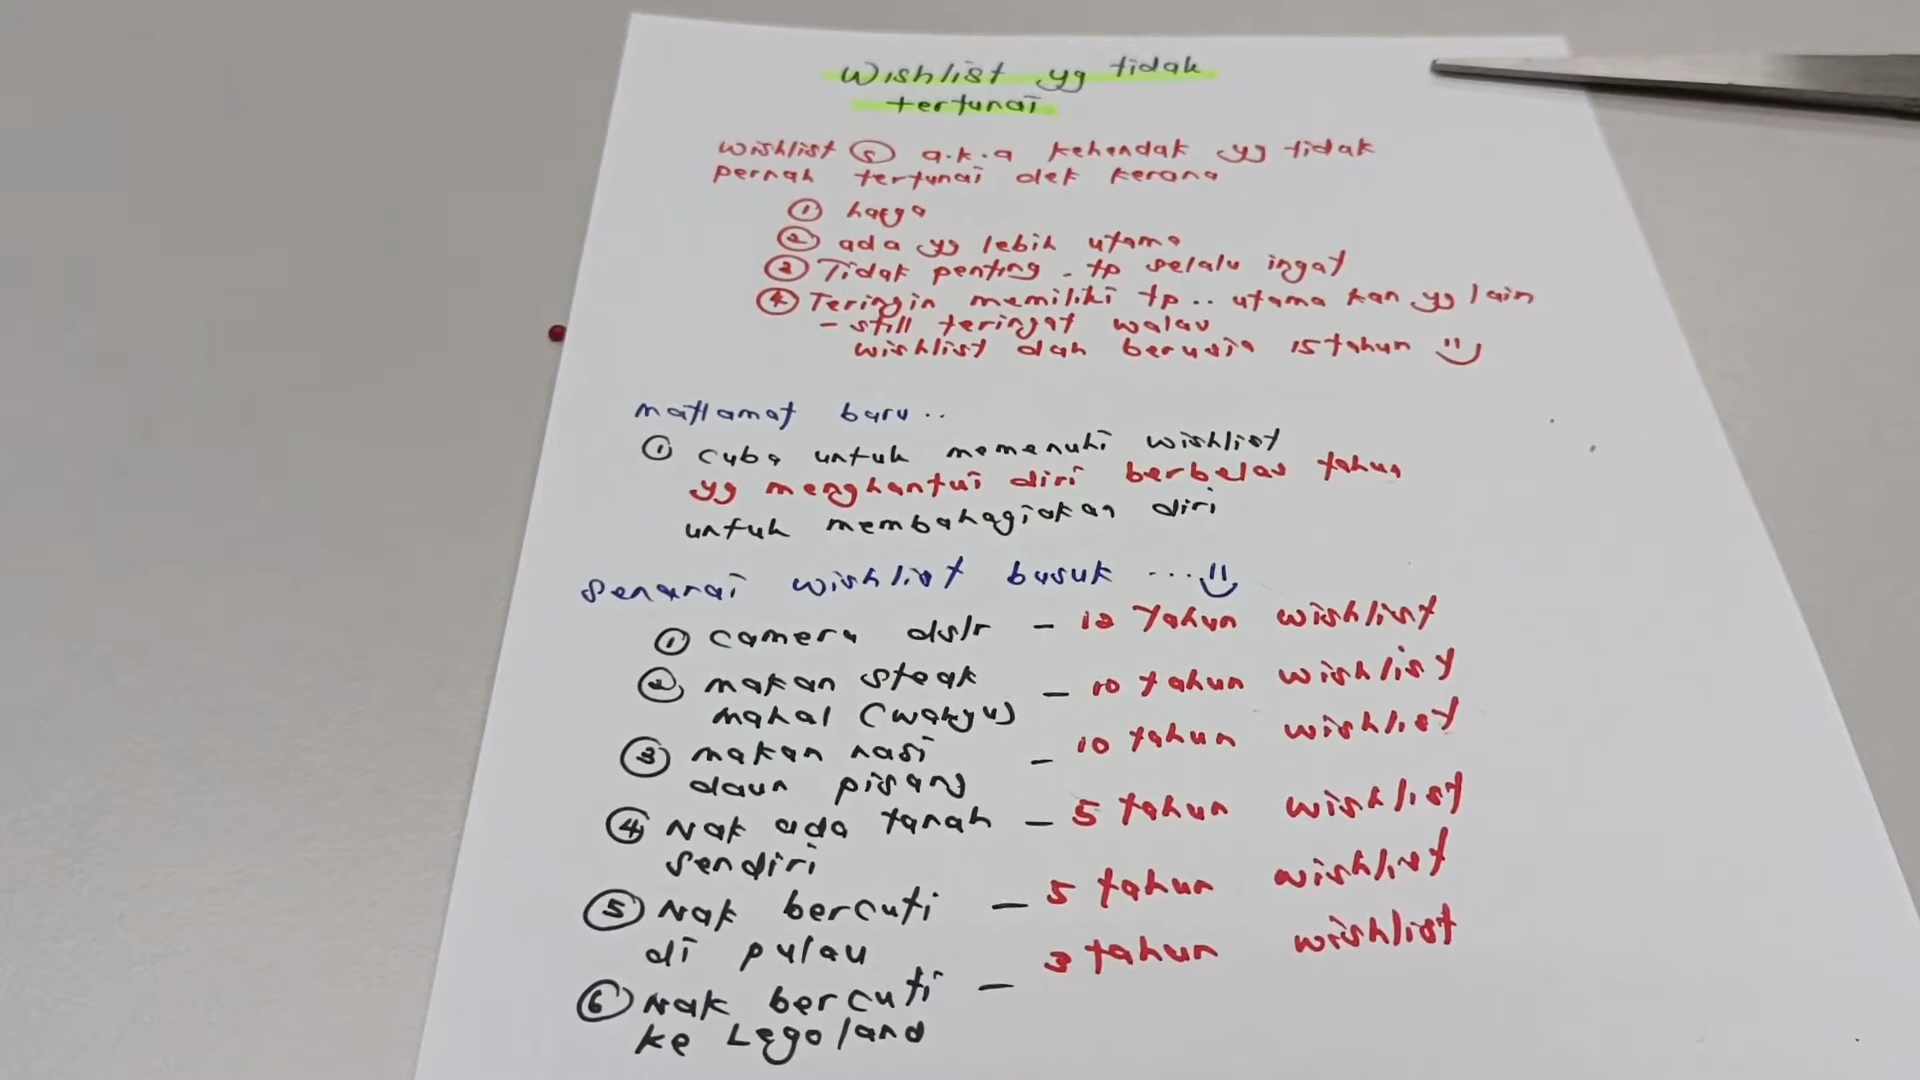 Wishlist yg tidak
tertunai
wishlist (s) a.k.a kehendak yg tidak
pernah tertunai dek kerana
① harga
② ada yg lebih utama
③ Tidak penting - tp selalu ingat
④ Teringin memiliki tp.. utama kan yg lain
- still teringat walau
wishlist dah berusia 15 tahun
matlamat baru..
① cuba untuk memenuhi wishlist
yg menghantui diri berbelas tahun
untuk membahagiakan diri
Senarai wishlist busuk ...
① camera dslr - 12 tahun wishlist
② makan steak - 10 tahun wishlist
mahal (wagyu)
③ makan nasi - 10 tahun wishlist
daun pisang
④ Nak ada tanah - 5 tahun wishlist
sendiri
⑤ Nak bercuti - 5 tahun wishlist
di pulau
⑥ Nak bercuti - 3 tahun wishlist
ke Legoland